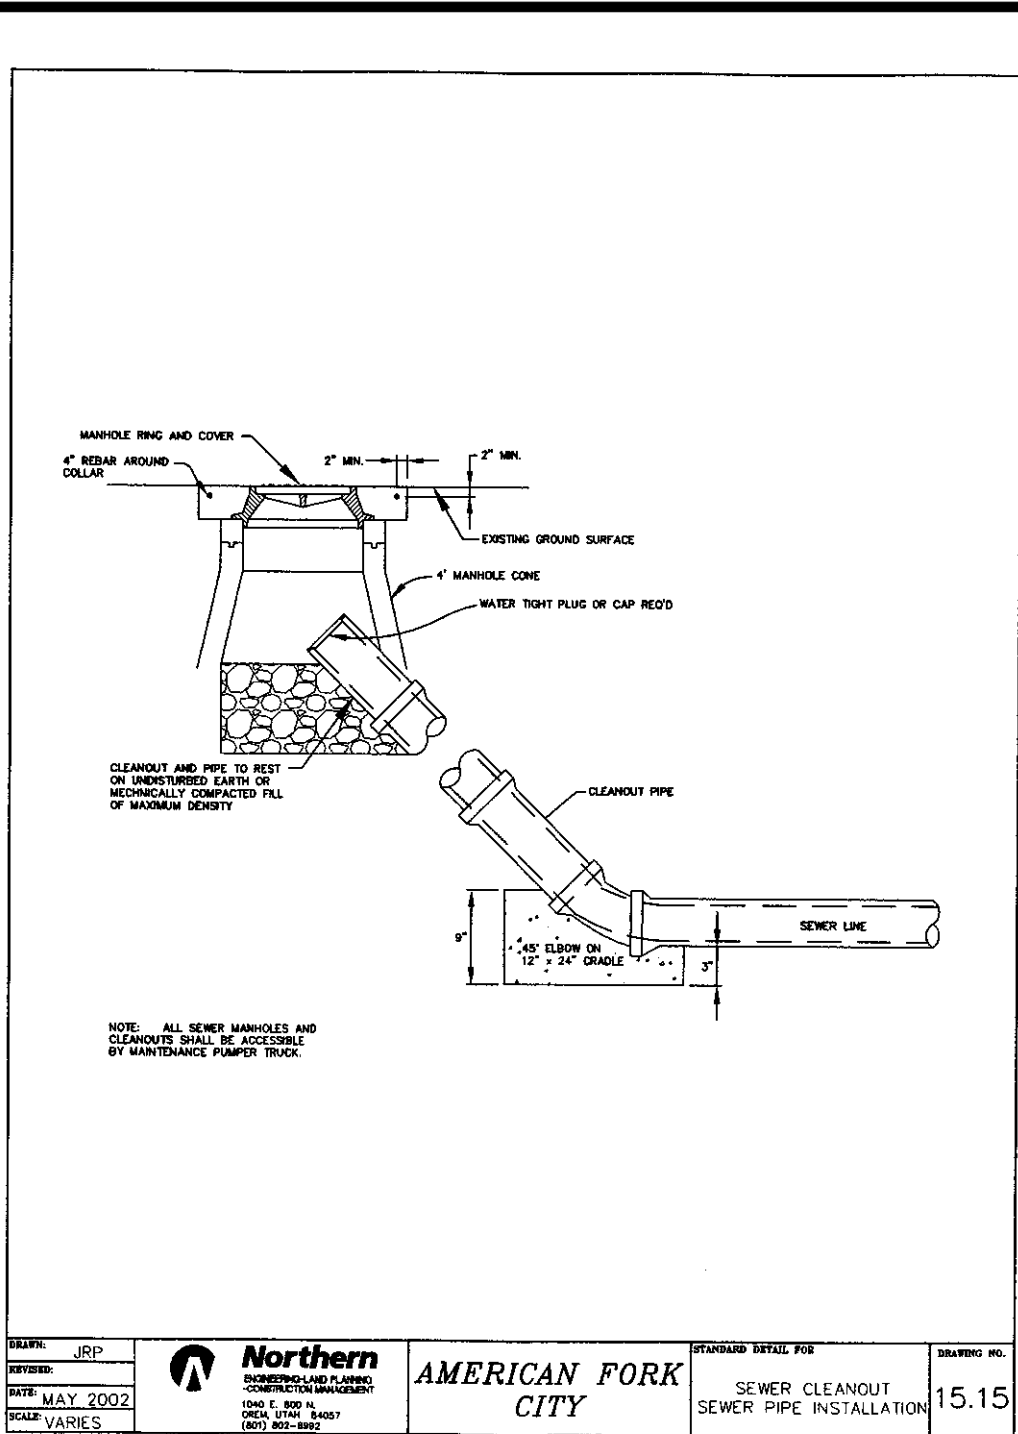 MANHOLE RING AND COVER
4" REBAR AROUND
COLLAR
2" MIN.
2" MIN.
EXISTING GROUND SURFACE
4' MANHOLE CONE
WATER TIGHT PLUG OR CAP REQ'D
CLEANOUT AND PIPE TO REST
ON UNDISTURBED EARTH OR
MECHNICALLY COMPACTED FILL
OF MAXIMUM DENSITY
CLEANOUT PIPE
SEWER LINE
9"
45° ELBOW ON
12" x 24" CRADLE
3"
NOTE: ALL SEWER MANHOLES AND
CLEANOUTS SHALL BE ACCESSIBLE
BY MAINTENANCE PUMPER TRUCK.
DRAWN: JRP
REVISED:
DATE: MAY 2002
SCALE: VARIES
Northern
ENGINEERING-LAND PLANNING
-CONSTRUCTION MANAGEMENT
1040 E. 800 N.
OREM, UTAH 84057
(801) 802-8992
AMERICAN FORK
CITY
STANDARD DETAIL FOR
SEWER CLEANOUT
SEWER PIPE INSTALLATION
DRAWING NO.
15.15